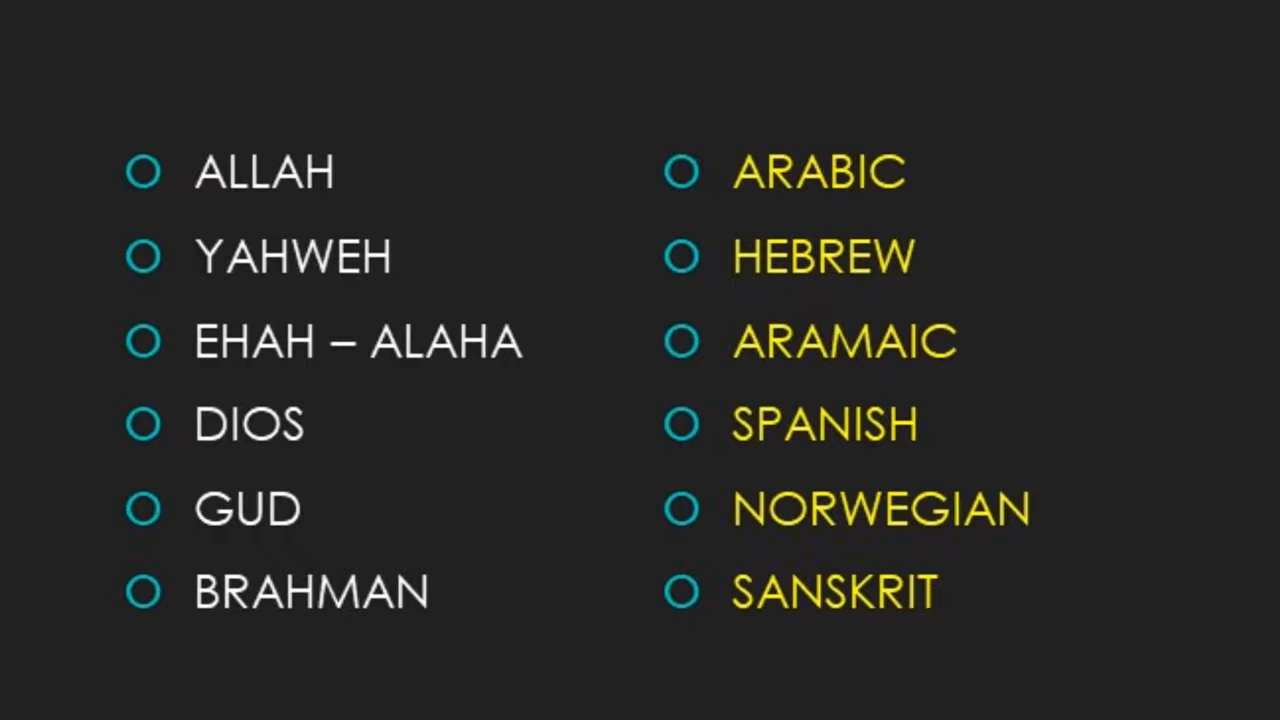 ALLAH ARABIC
YAHWEH HEBREW
EHAH – ALAHA ARAMAIC
DIOS SPANISH
GUD NORWEGIAN
BRAHMAN SANSKRIT